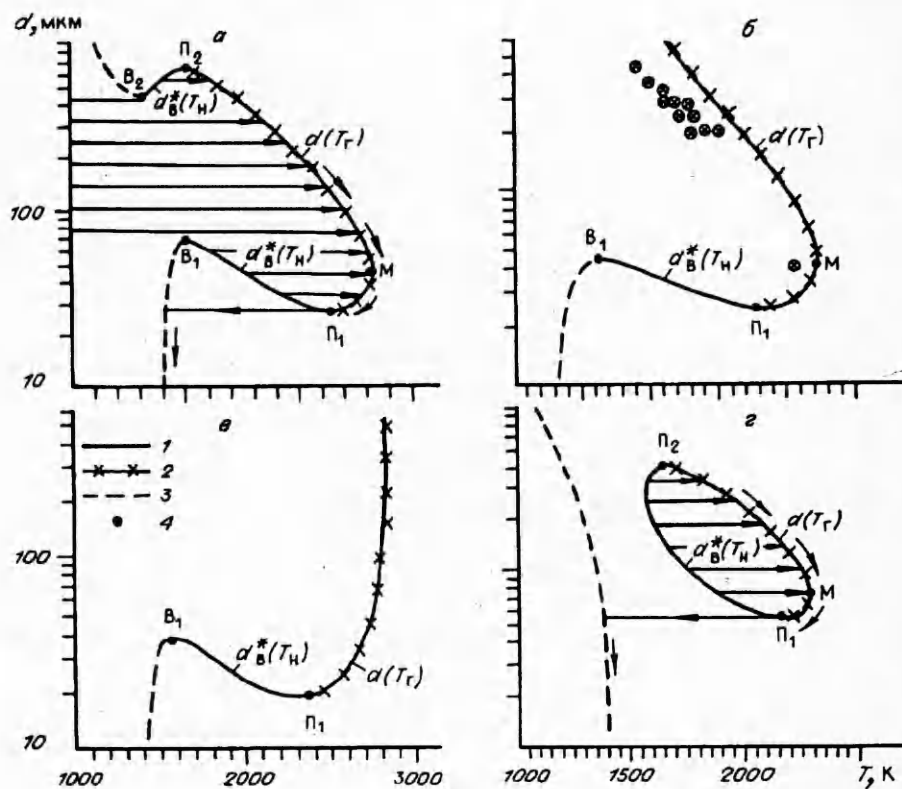 d, мкм
а
П₂
В₂
d*в(Tн)
d(Tг)
100
В₁
d*в(Tн)
М
П₁
10
б
d(Tг)
В₁
d*в(Tн)
М
П₁
в
1
2
3
4
100
В₁
d*в(Tн)
d(Tг)
П₁
10
1000 2000 3000
г
П₂
d(Tг)
d*в(Tн)
М
П₁
1000 1500 2000 T, К